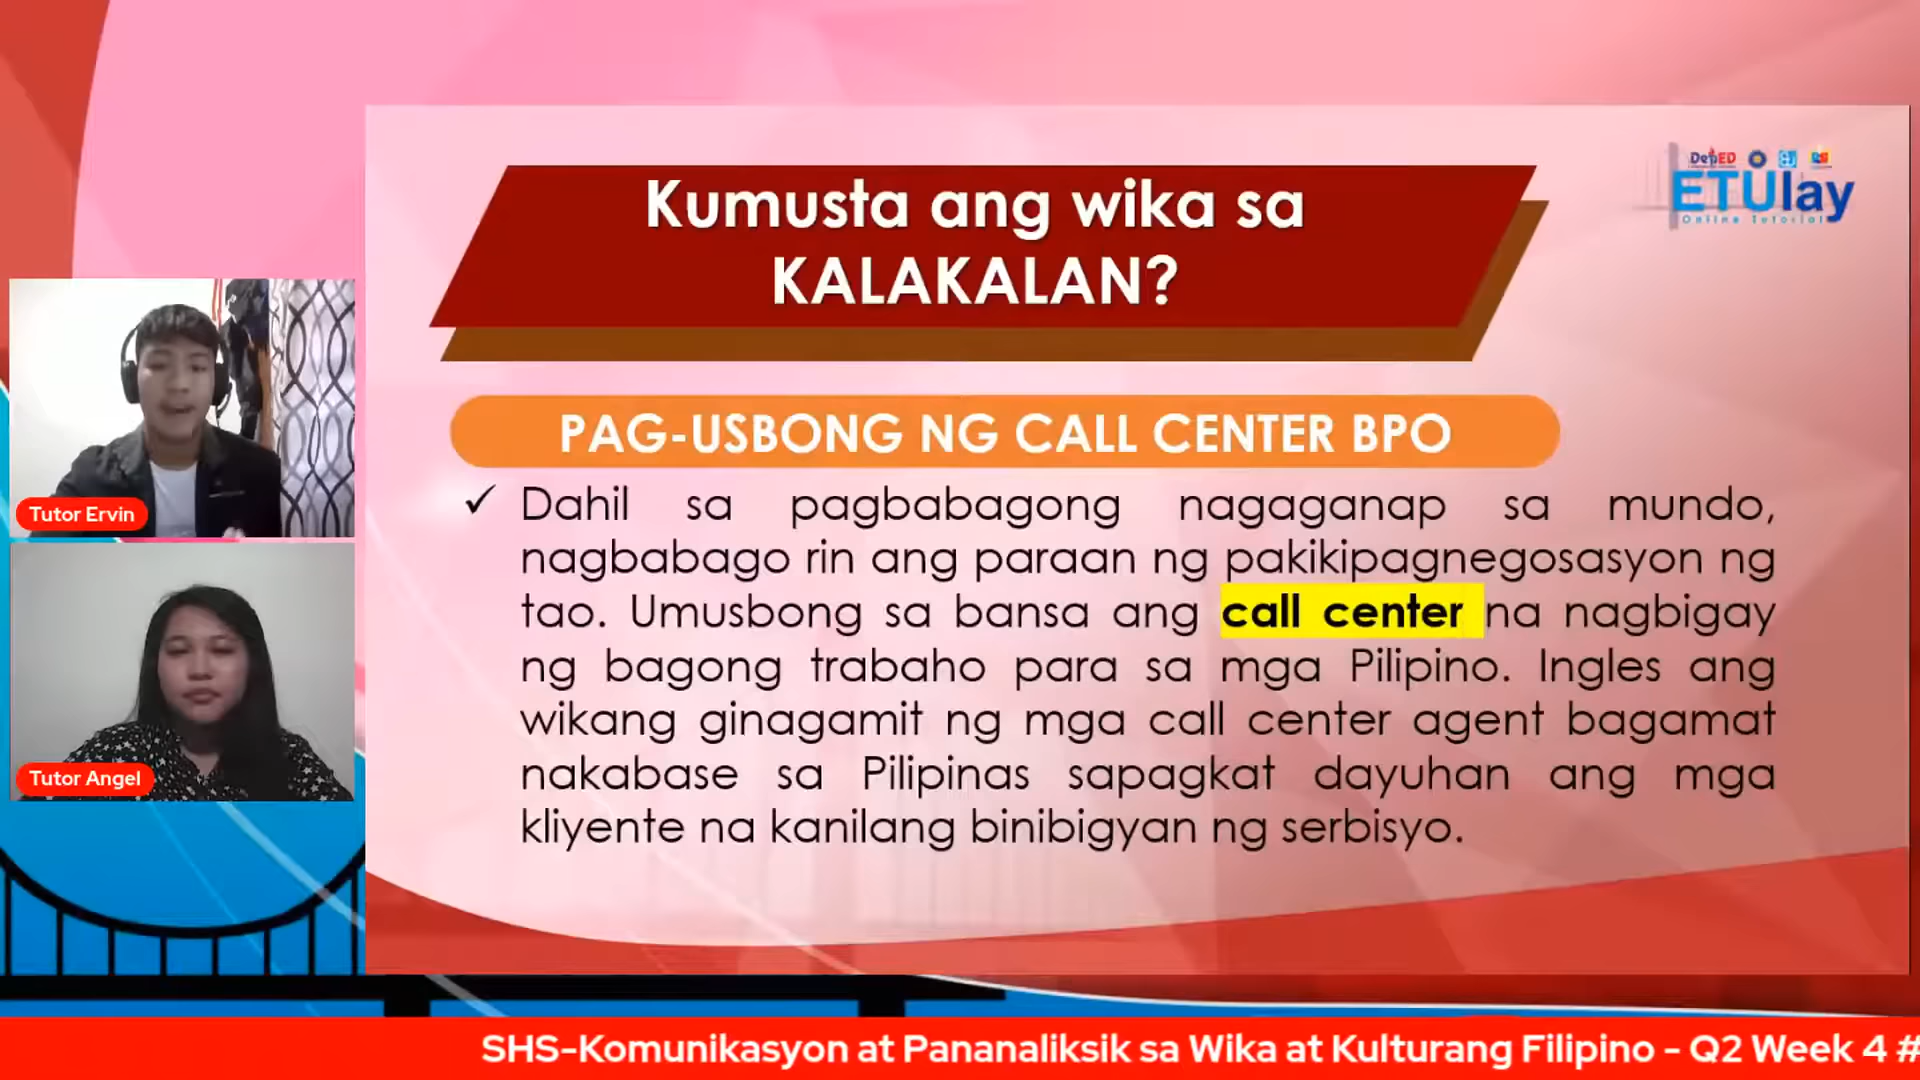 Kumusta ang wika sa
KALAKALAN?
DepED
ETUlay
Online Tutorial
PAG-USBONG NG CALL CENTER BPO
✓ Dahil sa pagbabagong nagaganap sa mundo,
nagbabago rin ang paraan ng pakikipagnegosasyon ng
tao. Umusbong sa bansa ang call center na nagbigay
ng bagong trabaho para sa mga Pilipino. Ingles ang
wikang ginagamit ng mga call center agent bagamat
nakabase sa Pilipinas sapagkat dayuhan ang mga
kliyente na kanilang binibigyan ng serbisyo.
Tutor Ervin
Tutor Angel
SHS-Komunikasyon at Pananaliksik sa Wika at Kulturang Filipino - Q2 Week 4 #